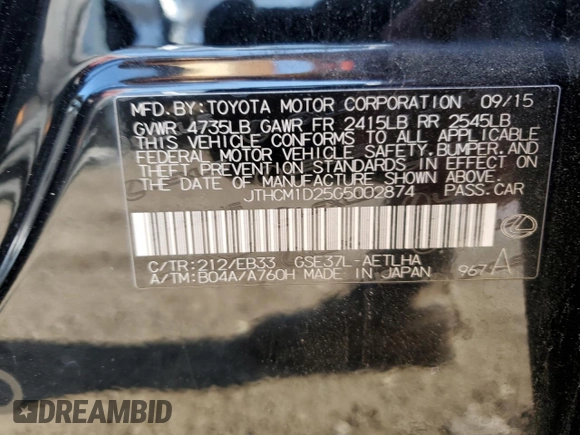 MFD.BY:TOYOTA MOTOR CORPORATION 09/15
GVWR 4735LB GAWR FR 2415LB RR 2545LB
THIS VEHICLE CONFORMS TO ALL APPLICABLE
FEDERAL MOTOR VEHICLE SAFETY,BUMPER,AND
THEFT PREVENTION STANDARDS IN EFFECT ON
THE DATE OF MANUFACTURE SHOWN ABOVE.
JTHCM1D25G5002874 PASS.CAR
C/TR:212/EB33 GSE37L-AETLHA
A/TM:B04A/A760H MADE IN JAPAN 967A
DREAMBID